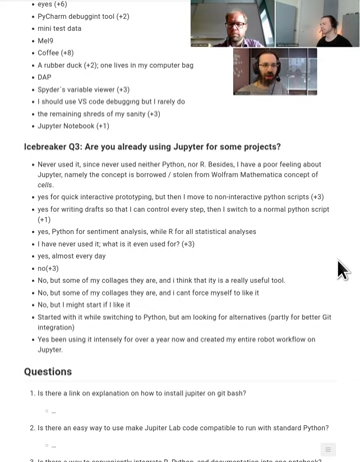 • eyes (+6)
• PyCharm debuggint tool (+2)
• mini test data
• Mel9
• Coffee (+8)
• A rubber duck (+2); one lives in my computer bag
• DAP
• Spyder´s variable viewer (+3)
• I should use VS code debugging but I rarely do
• the remaining shreds of my sanity (+3)
• Jupyter Notebook (+1)
Icebreaker Q3: Are you already using Jupyter for some projects?
• Never used it, since never used neither Python, nor R. Besides, I have a poor feeling about
Jupyter, namely the concept is borrowed / stolen from Wolfram Mathematica concept of
cells.
• yes for quick interactive prototyping, but then I move to non-interactive python scripts (+3)
• yes for writing drafts so that I can control every step, then I switch to a normal python script
(+1)
• yes, Python for sentiment analysis, while R for all statistical analyses
• I have never used it; what is it even used for? (+3)
• yes, almost every day
• no(+3)
• No, but some of my collages they are, and i think that ity is a really useful tool.
• No, but some of my collages they are, and i cant force myself to like it
• No, but I might start if I like it
• Started with it while switching to Python, but am looking for alternatives (partly for better Git
integration)
• Yes been using it intensely for over a year now and created my entire robot workflow on
Jupyter.
Questions
1. Is there a link on explanation on how to install jupiter on git bash?
○ ...
2. Is there an easy way to use make Jupiter Lab code compatible to run with standard Python?
○ ...